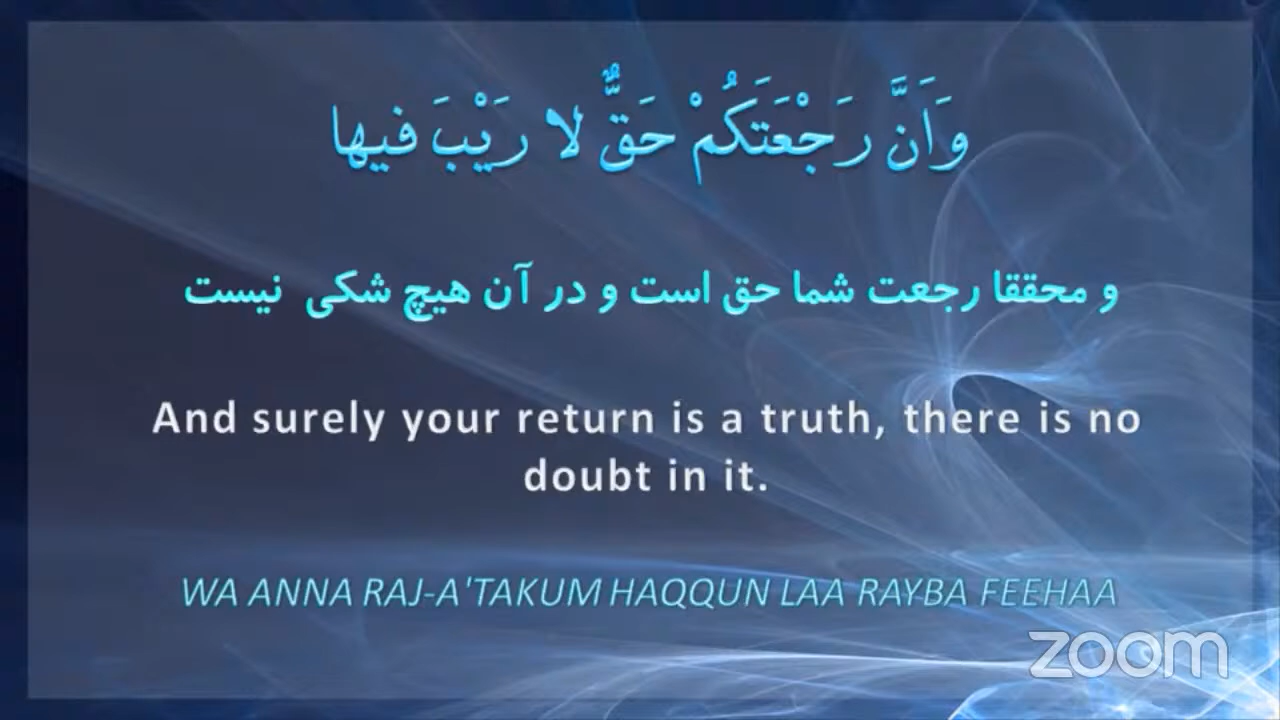 وَاَنَّ رَجْعَتَكُمْ حَقٌّ لا رَيْبَ فيها
و محققا رجعت شما حق است و در آن هیچ شکی نیست
And surely your return is a truth, there is no
doubt in it.
WA ANNA RAJ-A'TAKUM HAQQUN LAA RAYBA FEEHAA
zoom